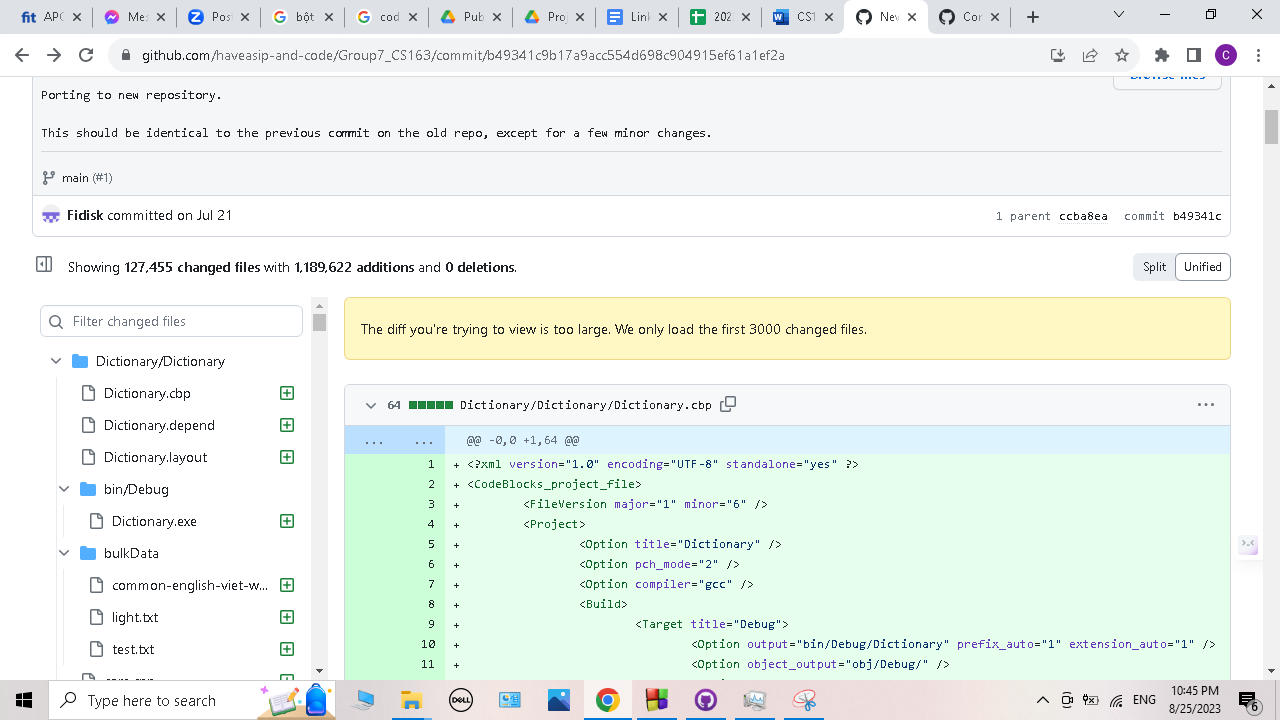 AP
Me
Pos
bột
cod
Pub
Proj
Link
202
CS1
Nev
Cor
github.com/haveasip-and-code/Group7_CS163/commit/b49341c9b17a9acc554d698c904915ef61a1ef2a
C
Browse files
Porting to new repository.
This should be identical to the previous commit on the old repo, except for a few minor changes.
main (#1)
Fidisk committed on Jul 21
1 parent ccba8ea commit b49341c
Showing 127,455 changed files with 1,189,622 additions and 0 deletions.
Split Unified
Filter changed files
The diff you're trying to view is too large. We only load the first 3000 changed files.
Dictionary/Dictionary
Dictionary.cbp
Dictionary.depend
Dictionary.layout
bin/Debug
Dictionary.exe
bulkData
common-english-viet-w...
light.txt
test.txt
64 Dictionary/Dictionary/Dictionary.cbp
... ... @@ -0,0 +1,64 @@
1 + <?xml version="1.0" encoding="UTF-8" standalone="yes" ?>
2 + <CodeBlocks_project_file>
3 + <FileVersion major="1" minor="6" />
4 + <Project>
5 + <Option title="Dictionary" />
6 + <Option pch_mode="2" />
7 + <Option compiler="gcc" />
8 + <Build>
9 + <Target title="Debug">
10 + <Option output="bin/Debug/Dictionary" prefix_auto="1" extension_auto="1" />
11 + <Option object_output="obj/Debug/" />
Type here to search
DELL
ENG
10:45 PM
8/25/2023
6